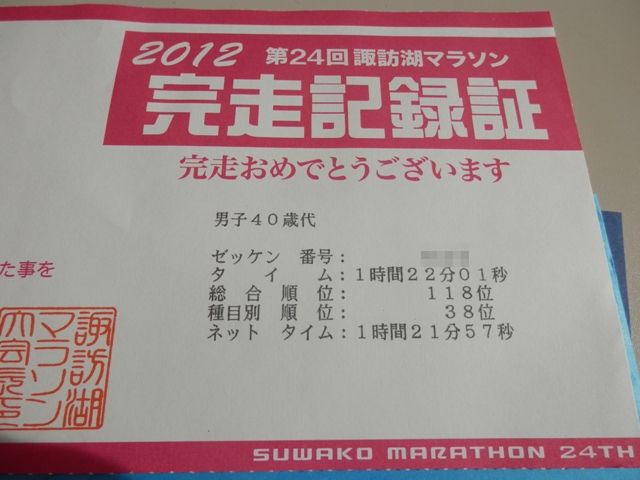 2012 第24回 諏訪湖マラソン
完走記録証
完走おめでとうございます
男子40歳代
ゼッケン 番号:
タ イ ム:1時間22分01秒
総 合 順 位: 118位
種目別 順 位: 38位
ネット タイム:1時間21分57秒
た事を
諏訪湖
マラソン
大会長印
SUWAKO MARATHON 24TH